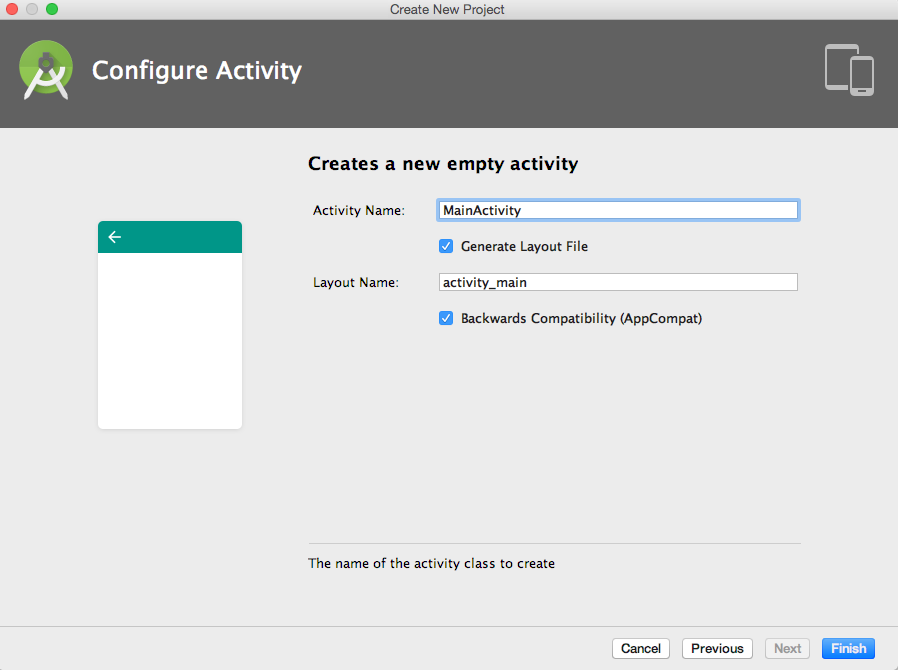 Create New Project
Configure Activity
Creates a new empty activity
Activity Name: MainActivity
Generate Layout File
Layout Name: activity_main
Backwards Compatibility (AppCompat)
The name of the activity class to create
Cancel Previous Next Finish